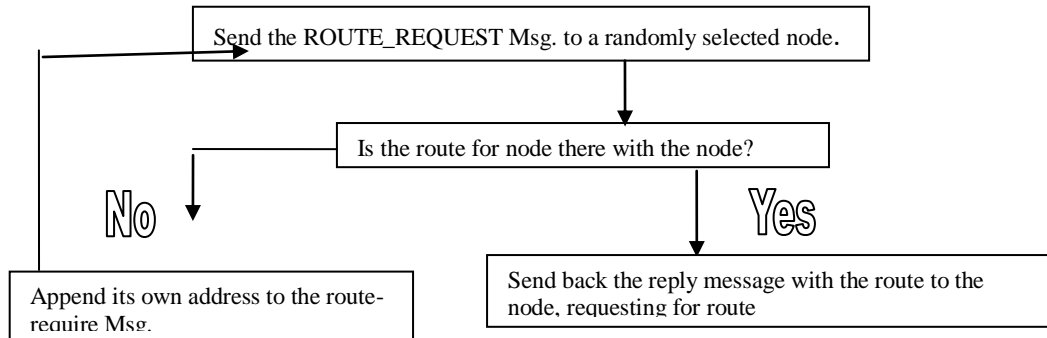 Send the ROUTE_REQUEST Msg. to a randomly selected node.
Is the route for node there with the node?
No
Yes
Append its own address to the route-
require Msg.
Send back the reply message with the route to the
node, requesting for route